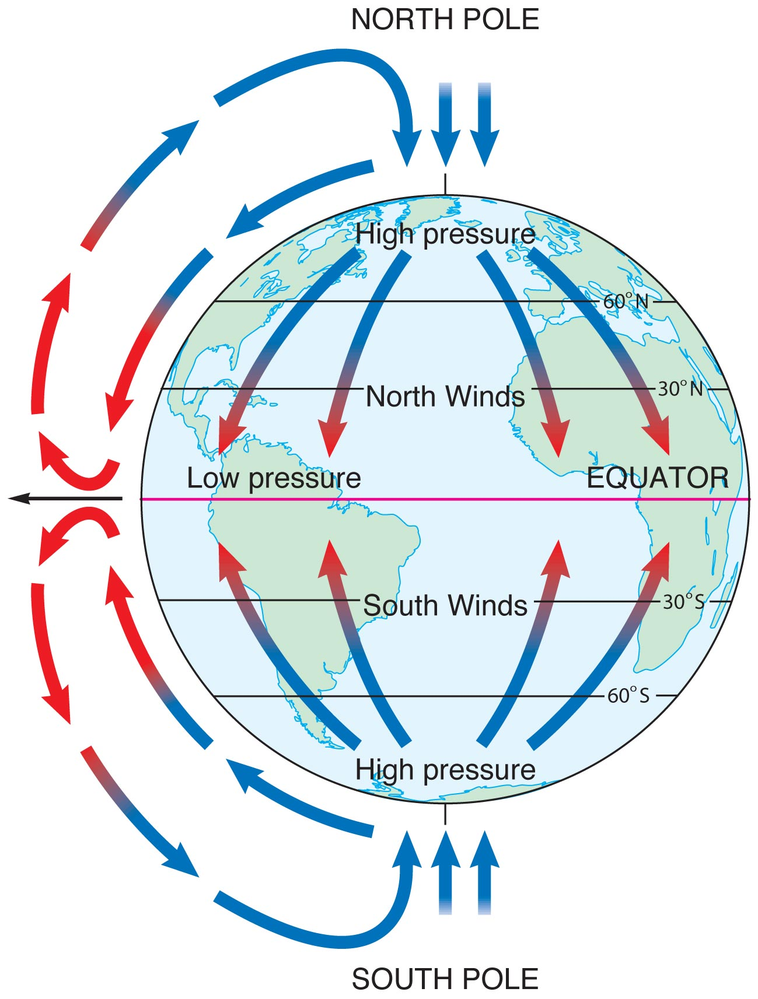 NORTH POLE
High pressure
60°N
30°N
North Winds
Low pressure
EQUATOR
South Winds
30°S
60°S
High pressure
SOUTH POLE